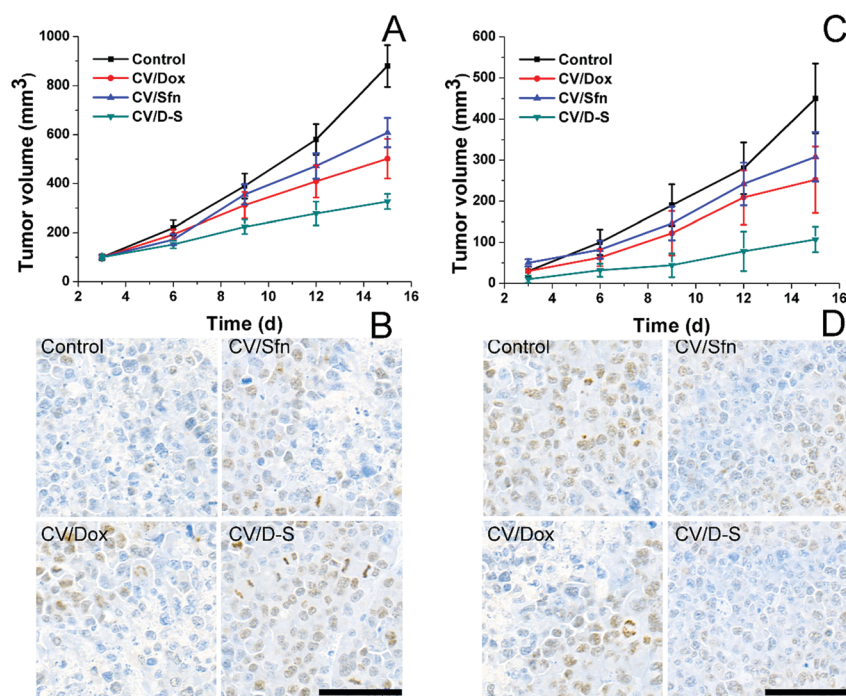 A
Tumor volume (mm3)
1000
800
600
400
200
0
Control
CV/Dox
CV/Sfn
CV/D-S
2 4 6 8 10 12 14 16
Time (d)
C
Tumor volume (mm3)
600
500
400
300
200
100
0
Control
CV/Dox
CV/Sfn
CV/D-S
2 4 6 8 10 12 14 16
Time (d)
B
Control
CV/Sfn
CV/Dox
CV/D-S
D
Control
CV/Sfn
CV/Dox
CV/D-S